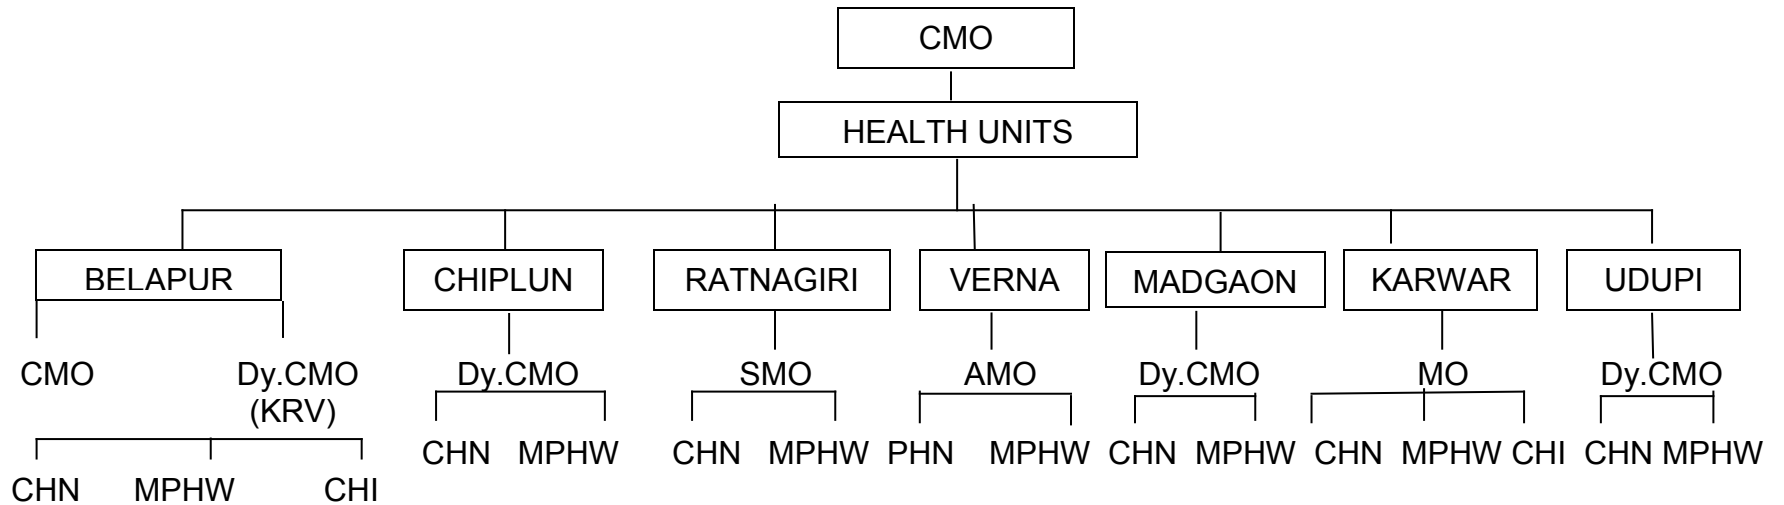 CMO
HEALTH UNITS
BELAPUR CHIPLUN RATNAGIRI VERNA MADGAON KARWAR UDUPI
CMO Dy.CMO Dy.CMO SMO AMO Dy.CMO MO Dy.CMO
(KRV)
CHN MPHW CHN MPHW PHN MPHW CHN MPHW CHN MPHW CHI CHN MPHW
CHN MPHW CHI